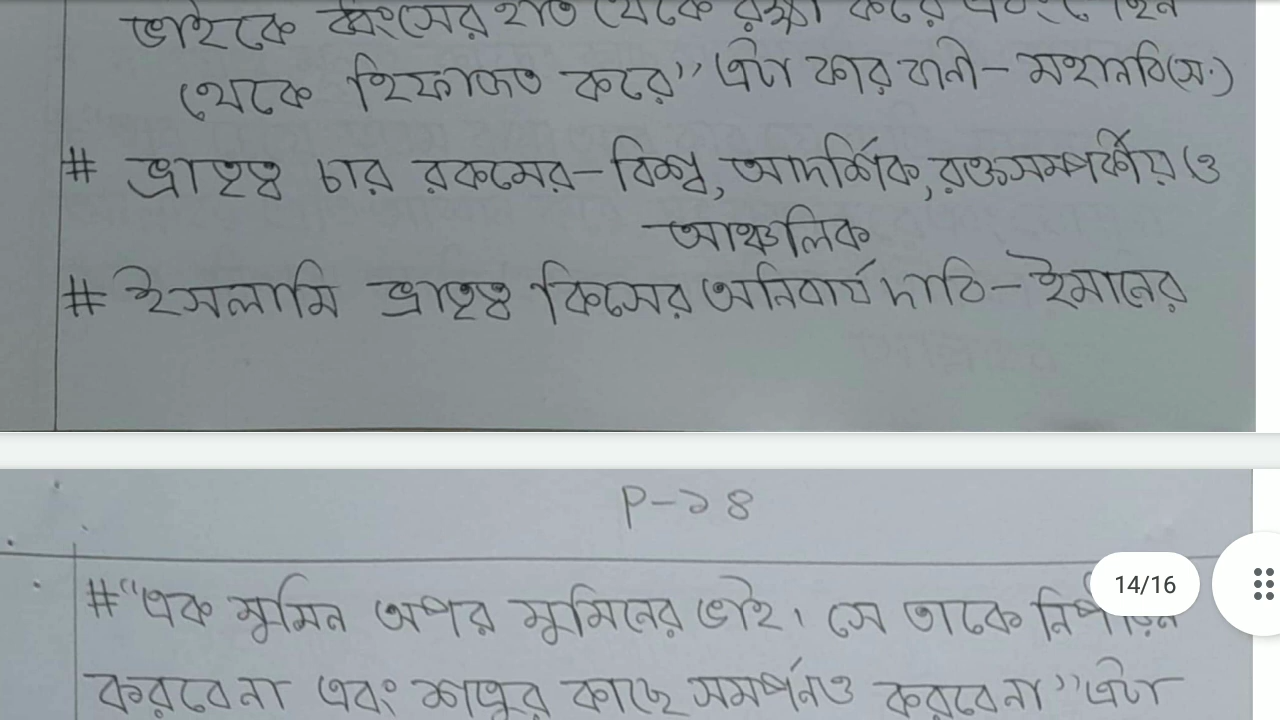 ভাইকে ধ্বংসের হাত থেকে রক্ষা করে এবং
থেকে হিফাজত করে" এটা কার বানী- মহানবি(স.)
# ভ্রাতৃত্ব চার রকমের-বিশ্ব, আদর্শিক, রক্তসম্পর্কীয় ও
আঞ্চলিক
# ইসলামি ভ্রাতৃত্ব কিসের অনিবার্য দাবি- ইমানের
P-১৪
14/16
# "এক মুমিন অপর মুমিনের ভাই। সে তাকে নিপীড়ন
করবেনা এবং শত্রুর কাছে সমর্পনও করবেনা" এটা